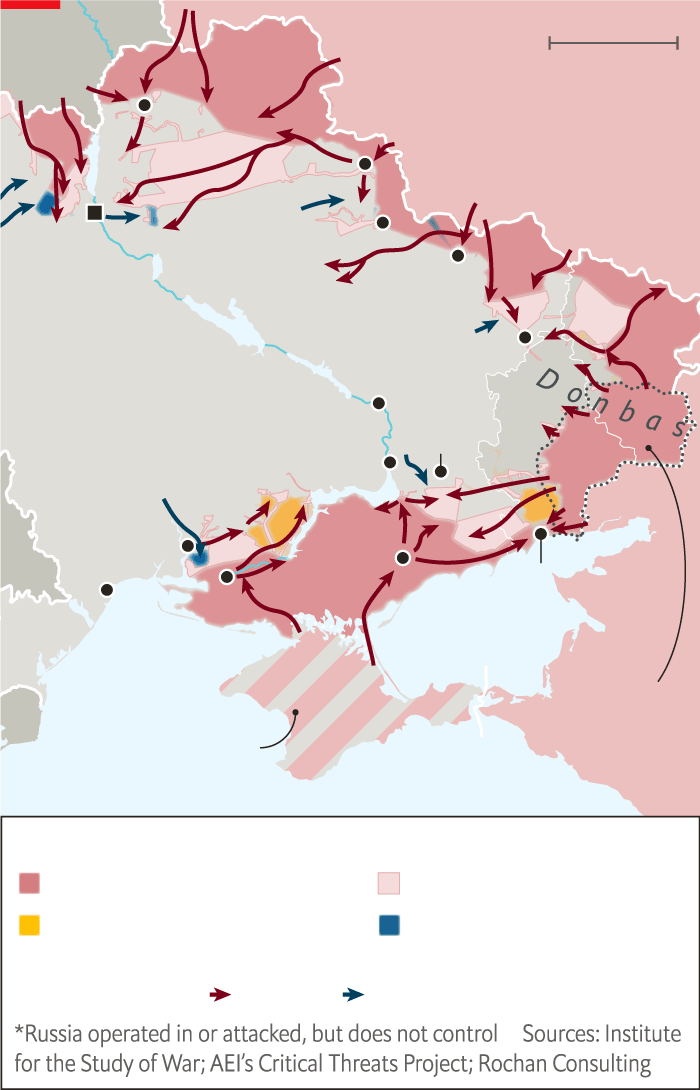 Donbas
*Russia operated in or attacked, but does not control Sources: Institute
for the Study of War; AEI's Critical Threats Project; Rochan Consulting